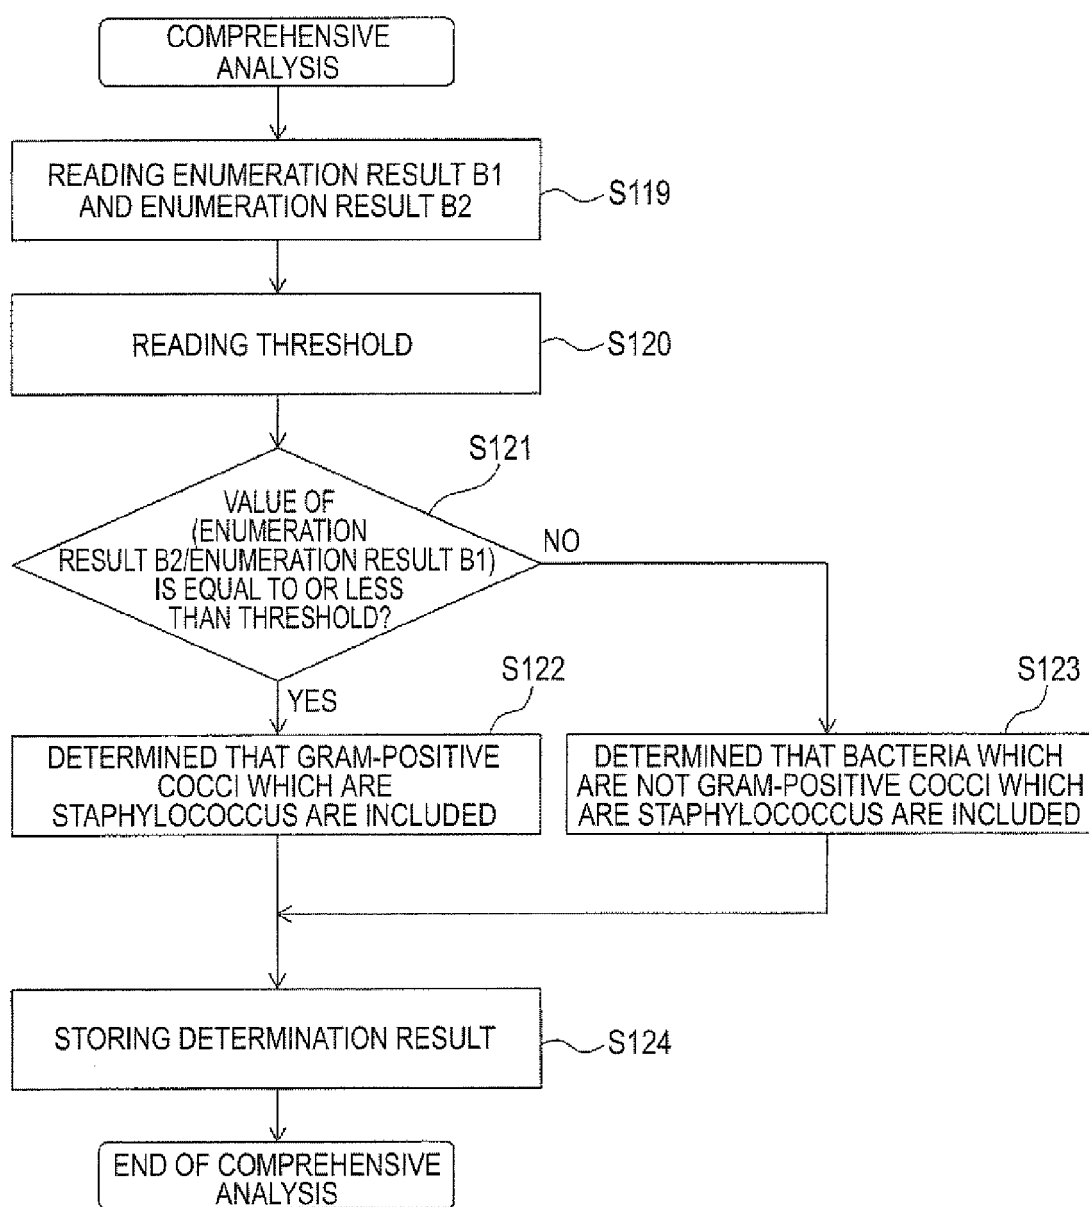 COMPREHENSIVE
ANALYSIS
READING ENUMERATION RESULT B1
AND ENUMERATION RESULT B2
S119
READING THRESHOLD
S120
S121
VALUE OF
(ENUMERATION
RESULT B2/ENUMERATION RESULT B1)
IS EQUAL TO OR LESS
THAN THRESHOLD?
NO
YES
S122
DETERMINED THAT GRAM-POSITIVE
COCCI WHICH ARE
STAPHYLOCOCCUS ARE INCLUDED
S123
DETERMINED THAT BACTERIA WHICH
ARE NOT GRAM-POSITIVE COCCI WHICH
ARE STAPHYLOCOCCUS ARE INCLUDED
STORING DETERMINATION RESULT
S124
END OF COMPREHENSIVE
ANALYSIS